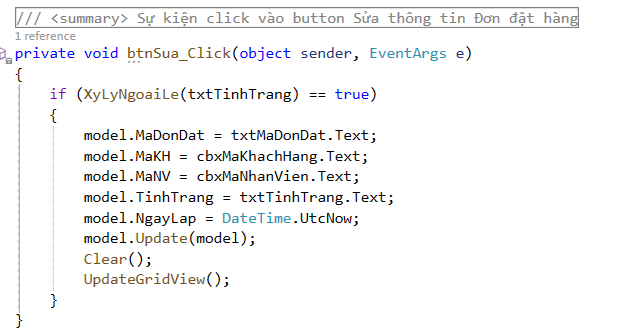 /// <summary> Sự kiện click vào button Sửa thông tin Đơn đặt hàng
1 reference
private void btnSua_Click(object sender, EventArgs e)
{
    if (XyLyNgoaiLe(txtTinhTrang) == true)
    {
        model.MaDonDat = txtMaDonDat.Text;
        model.MaKH = cbxMaKhachHang.Text;
        model.MaNV = cbxMaNhanVien.Text;
        model.TinhTrang = txtTinhTrang.Text;
        model.NgayLap = DateTime.UtcNow;
        model.Update(model);
        Clear();
        UpdateGridView();
    }
}